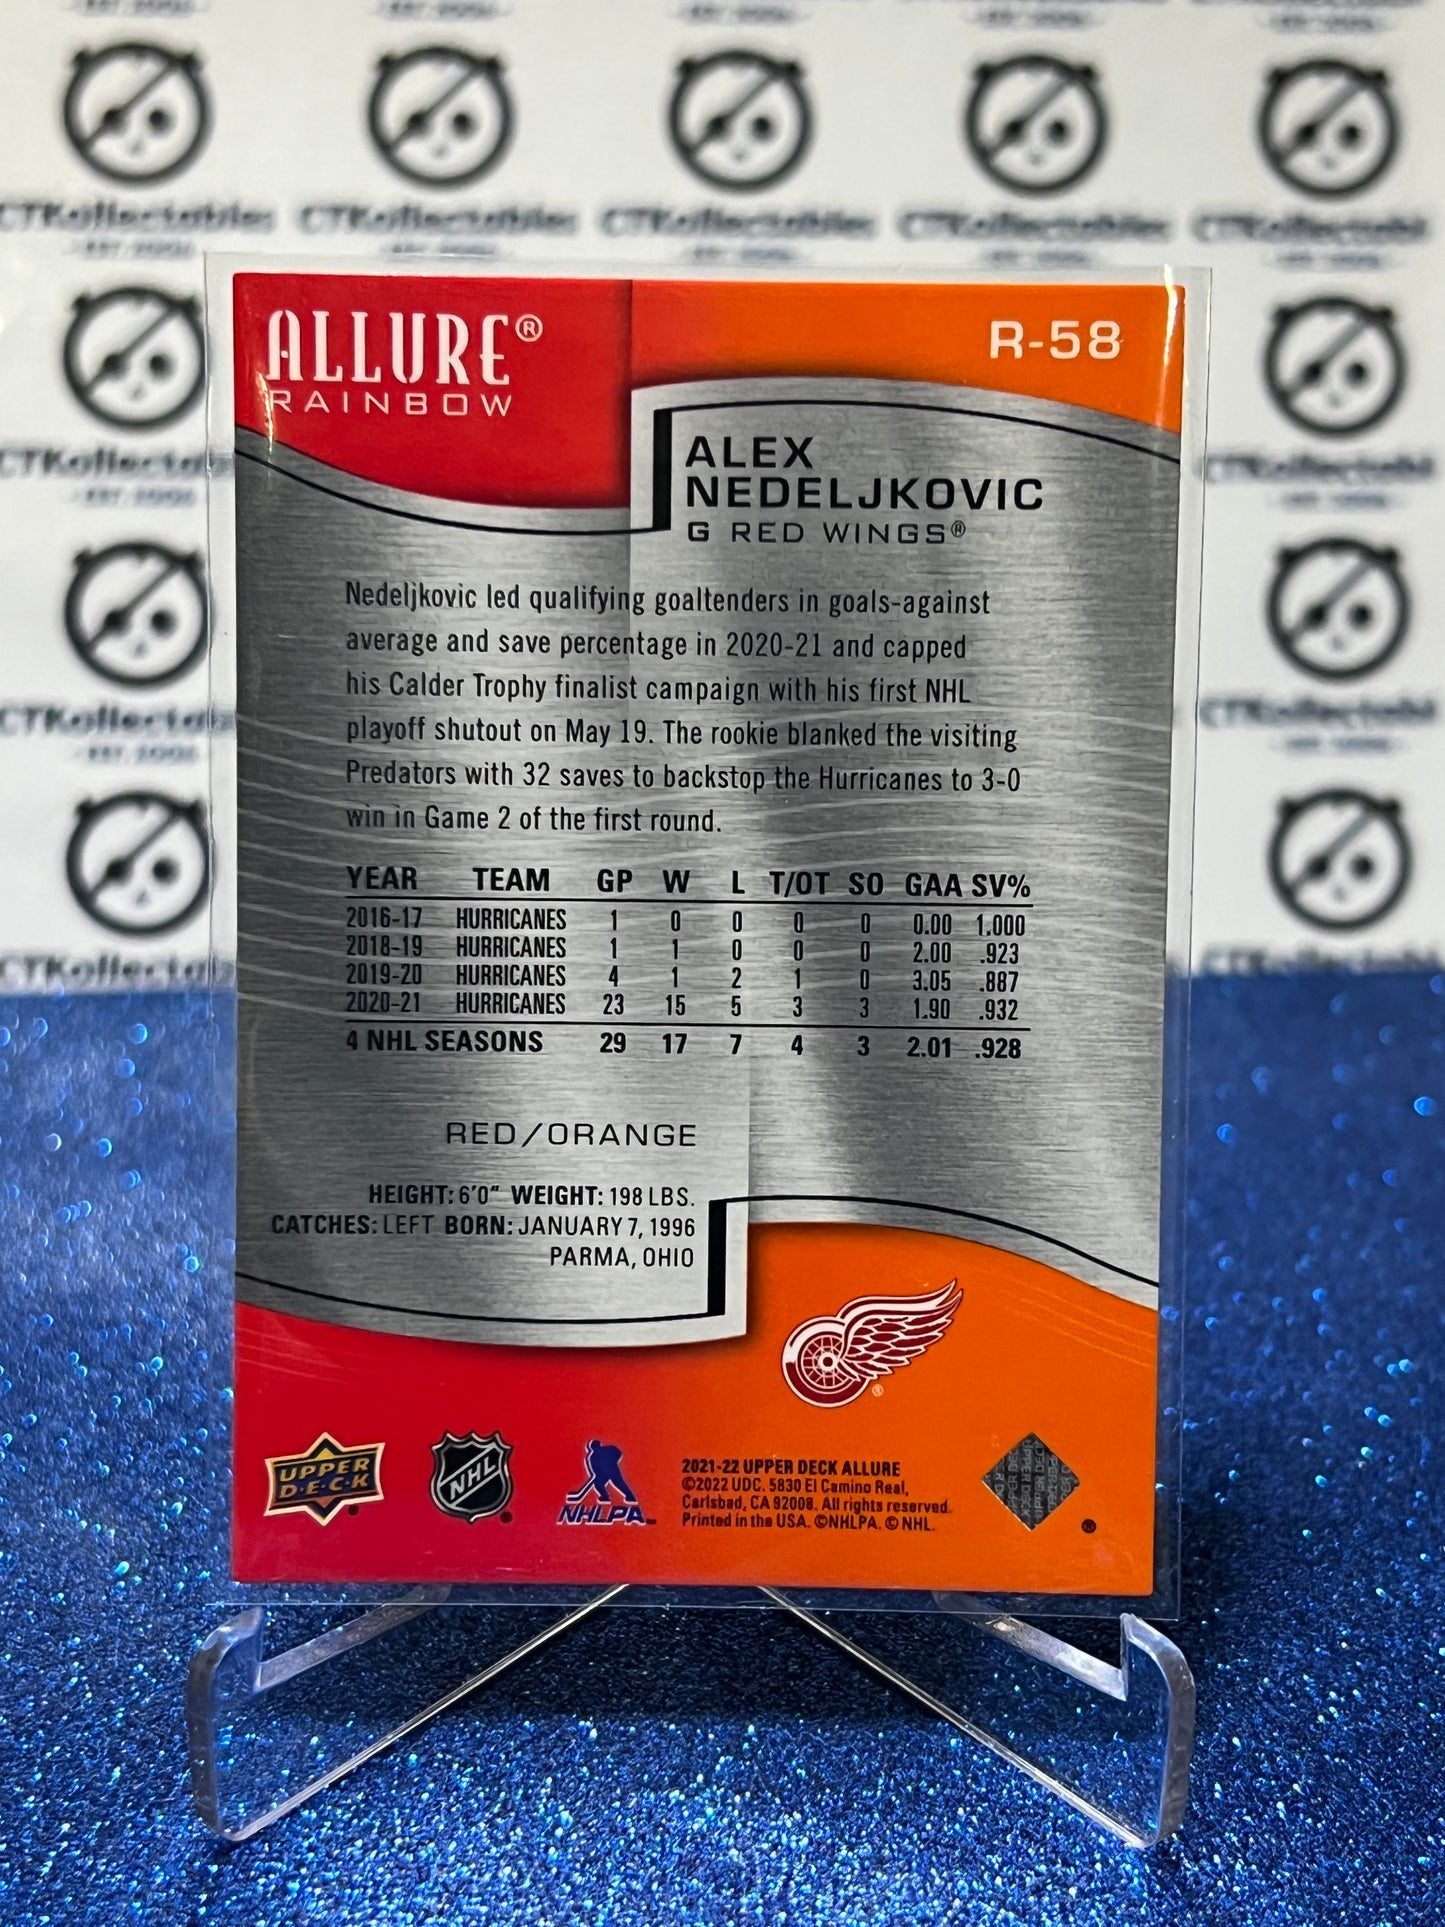 CTKollectables CTKollectables CTKollectables CTKollectables
ALLURE®
RAINBOW
R-58
ALEX
NEDELJKOVIC
G RED WINGS®
Nedeljkovic led qualifying goaltenders in goals-against
average and save percentage in 2020-21 and capped
his Calder Trophy finalist campaign with his first NHL
playoff shutout on May 19. The rookie blanked the visiting
Predators with 32 saves to backstop the Hurricanes to 3-0
win in Game 2 of the first round.
YEAR TEAM GP W L T/OT SO GAA SV%
2016-17 HURRICANES 1 0 0 0 0 0.00 1.000
2018-19 HURRICANES 1 1 0 0 0 2.00 .923
2019-20 HURRICANES 4 1 2 1 0 3.05 .887
2020-21 HURRICANES 23 15 5 3 3 1.90 .932
4 NHL SEASONS 29 17 7 4 3 2.01 .928
RED/ORANGE
HEIGHT: 6'0" WEIGHT: 198 LBS.
CATCHES: LEFT BORN: JANUARY 7, 1996
PARMA, OHIO
UPPER
D·E·C·K
NHL
NHLPA
2021-22 UPPER DECK ALLURE
©2022 UDC. 5830 El Camino Real,
Carlsbad, CA 92008. All rights reserved.
Printed in the USA. ©NHLPA. © NHL.